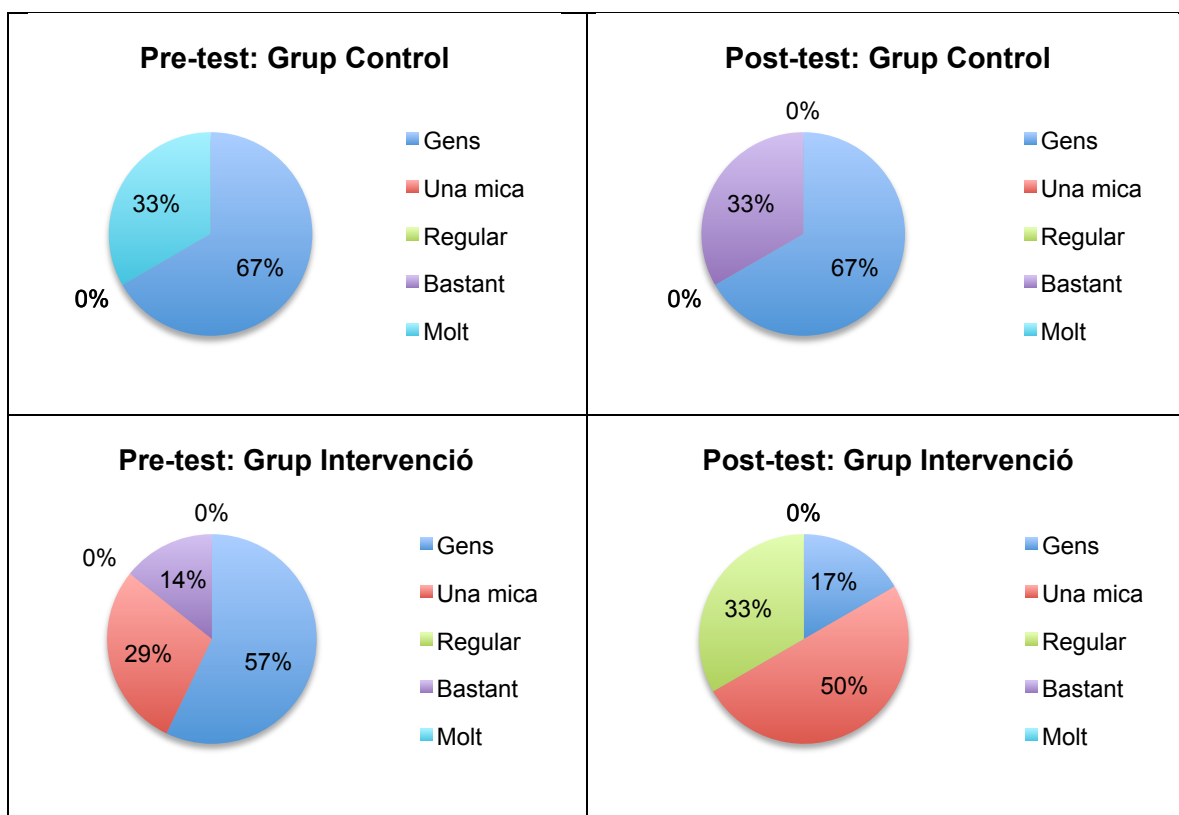 Pre-test: Grup Control
33%
67%
0%
Gens
Una mica
Regular
Bastant
Molt
Post-test: Grup Control
0%
33%
67%
0%
Gens
Una mica
Regular
Bastant
Molt
Pre-test: Grup Intervenció
0%
0%
14%
29%
57%
Gens
Una mica
Regular
Bastant
Molt
Post-test: Grup Intervenció
0%
17%
33%
50%
Gens
Una mica
Regular
Bastant
Molt